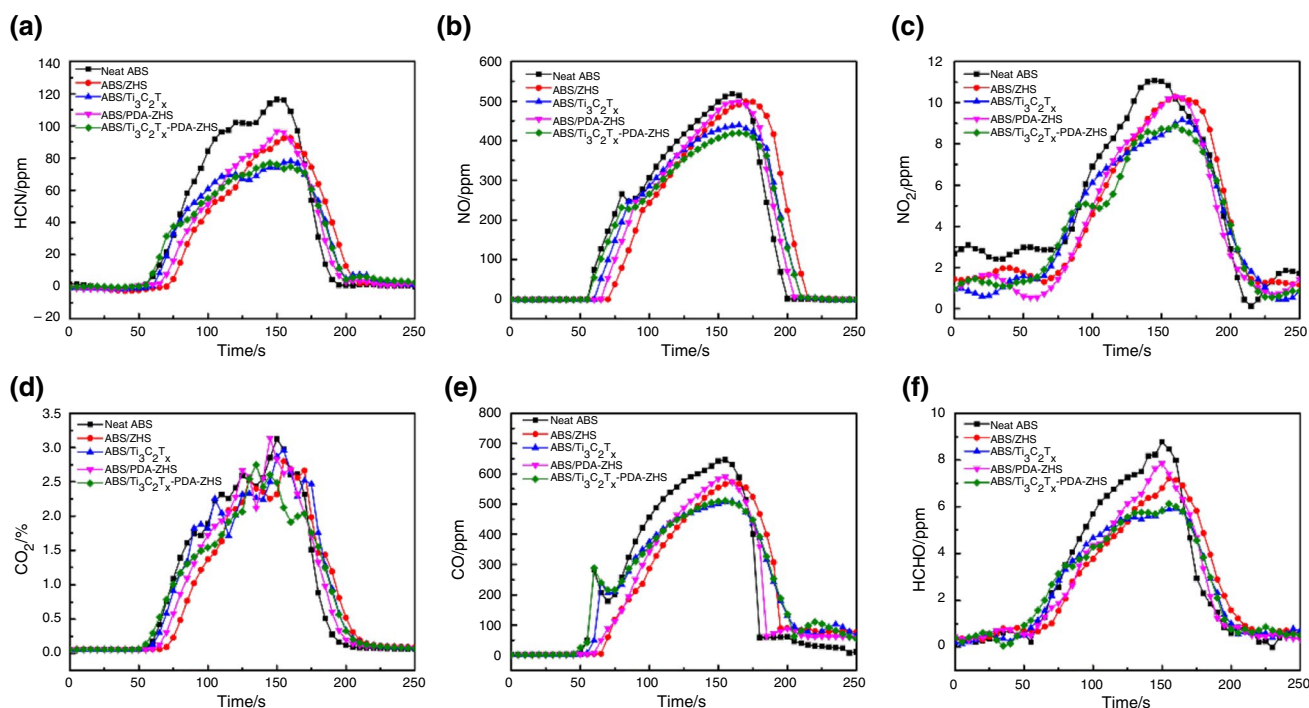 (a)
HCN/ppm
140
120
100
80
60
40
20
0
−20
Neat ABS
ABS/ZHS
ABS/Ti3C2Tx
ABS/PDA-ZHS
ABS/Ti3C2Tx-PDA-ZHS
0 50 100 150 200 250
Time/s
(b)
NO/ppm
600
500
400
300
200
100
0
Neat ABS
ABS/ZHS
ABS/Ti3C2Tx
ABS/PDA-ZHS
ABS/Ti3C2Tx-PDA-ZHS
0 50 100 150 200 250
Time/s
(c)
NO2/ppm
12
10
8
6
4
2
0
Neat ABS
ABS/ZHS
ABS/Ti3C2Tx
ABS/PDA-ZHS
ABS/Ti3C2Tx-PDA-ZHS
0 50 100 150 200 250
Time/s
(d)
CO2/%
3.5
3.0
2.5
2.0
1.5
1.0
0.5
0.0
Neat ABS
ABS/ZHS
ABS/Ti3C2Tx
ABS/PDA-ZHS
ABS/Ti3C2Tx-PDA-ZHS
0 50 100 150 200 250
Time/s
(e)
CO/ppm
800
700
600
500
400
300
200
100
0
Neat ABS
ABS/ZHS
ABS/Ti3C2Tx
ABS/PDA-ZHS
ABS/Ti3C2Tx-PDA-ZHS
0 50 100 150 200 250
Time/s
(f)
HCHO/ppm
10
8
6
4
2
0
Neat ABS
ABS/ZHS
ABS/Ti3C2Tx
ABS/PDA-ZHS
ABS/Ti3C2Tx-PDA-ZHS
0 50 100 150 200 250
Time/s